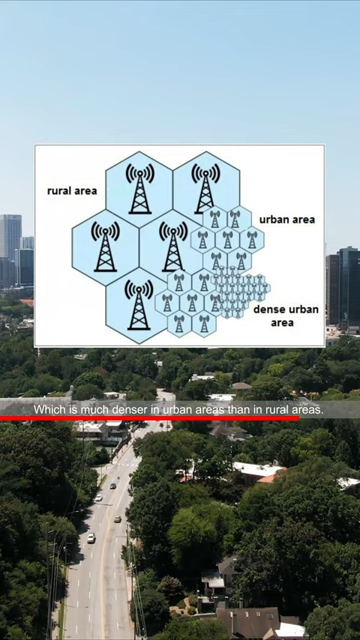 rural area
urban area
dense urban
area
Which is much denser in urban areas than in rural areas.